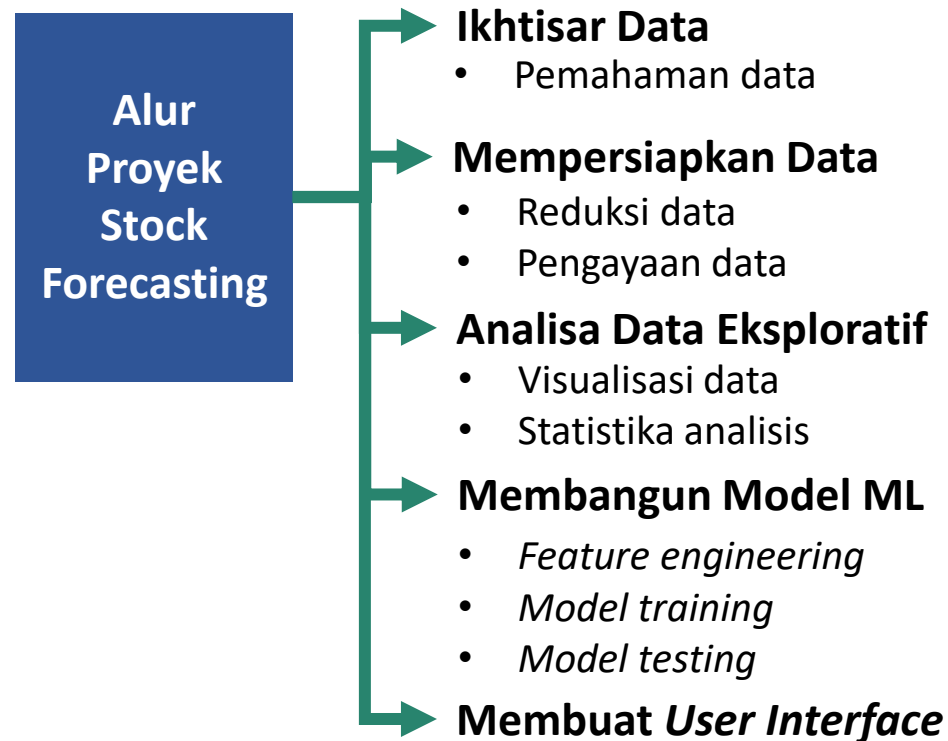 Alur
Proyek
Stock
Forecasting
Ikhtisar Data
• Pemahaman data
Mempersiapkan Data
• Reduksi data
• Pengayaan data
Analisa Data Eksploratif
• Visualisasi data
• Statistika analisis
Membangun Model ML
• Feature engineering
• Model training
• Model testing
Membuat User Interface